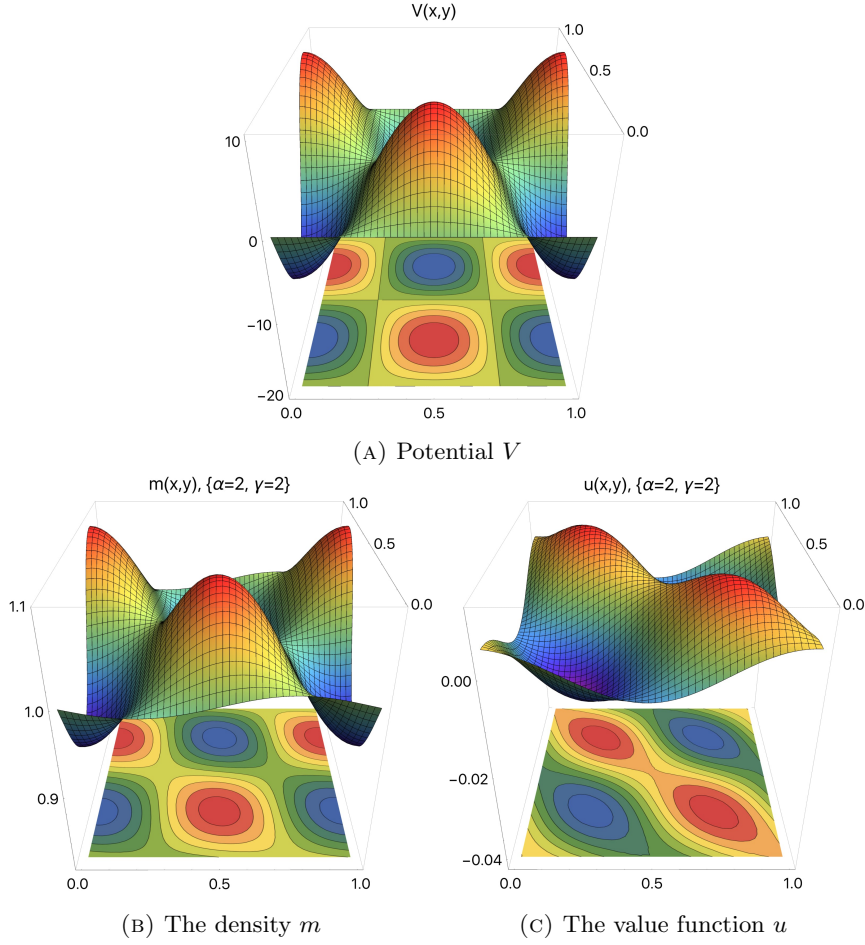 V(x,y)
1.0
0.5
0.0
10
0
−10
−20
0.0 0.5 1.0
(A) Potential V
m(x,y), {α=2, γ=2}
1.0
0.5
0.0
1.1
1.0
0.9
0.0 0.5 1.0
(B) The density m
u(x,y), {α=2, γ=2}
1.0
0.5
0.0
0.00
−0.02
−0.04
0.0 0.5 1.0
(C) The value function u